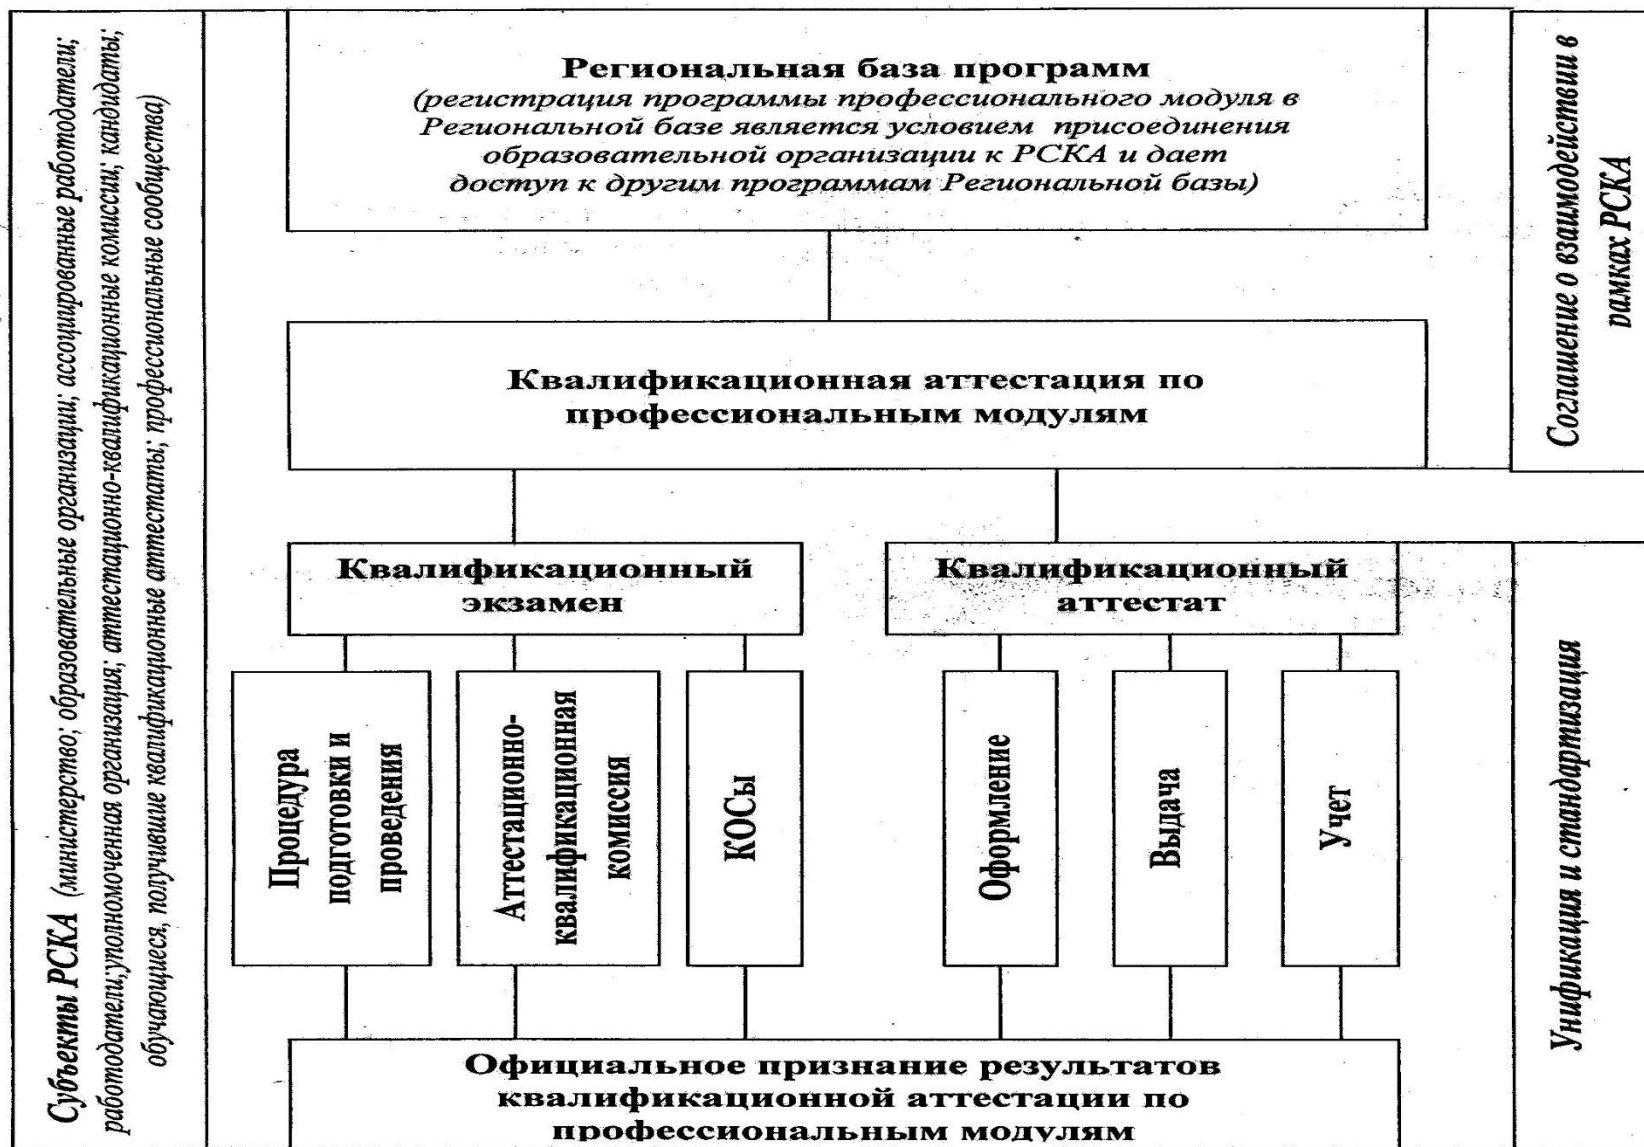 Субъекты РСКА (министерство; образовательные организации; ассоциированные работодатели;
работодатели;уполномоченная организация; аттестационно-квалификационные комиссии; кандидаты;
обучающиеся, получившие квалификационные аттестаты; профессиональные сообщества)
Региональная база программ
(регистрация программы профессионального модуля в
Региональной базе является условием присоединения
образовательной организации к РСКА и дает
доступ к другим программам Региональной базы)
Соглашение о взаимодействии в
рамках РСКА
Квалификационная аттестация по
профессиональным модулям
Квалификационный
экзамен
Квалификационный
аттестат
Процедура
подготовки и
проведения
Аттестационно-
квалификационная
комиссия
КОСы
Оформление
Выдача
Учет
Унификация и стандартизация
Официальное признание результатов
квалификационной аттестации по
профессиональным модулям